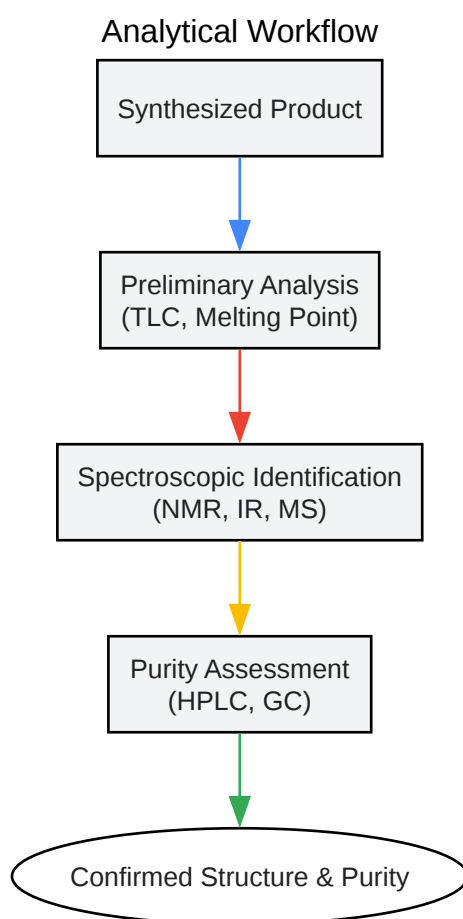 Analytical Workflow
Synthesized Product
Preliminary Analysis
(TLC, Melting Point)
Spectroscopic Identification
(NMR, IR, MS)
Purity Assessment
(HPLC, GC)
Confirmed Structure & Purity